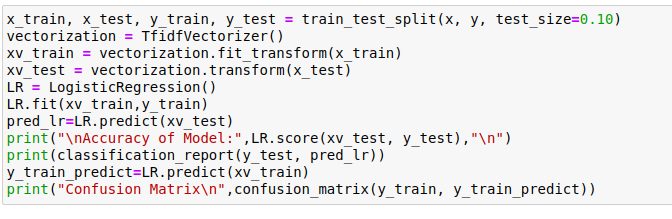 x_train, x_test, y_train, y_test = train_test_split(x, y, test_size=0.10)
vectorization = TfidfVectorizer()
xv_train = vectorization.fit_transform(x_train)
xv_test = vectorization.transform(x_test)
LR = LogisticRegression()
LR.fit(xv_train,y_train)
pred_lr=LR.predict(xv_test)
print("\nAccuracy of Model:",LR.score(xv_test, y_test),"\n")
print(classification_report(y_test, pred_lr))
y_train_predict=LR.predict(xv_train)
print("Confusion Matrix\n",confusion_matrix(y_train, y_train_predict))